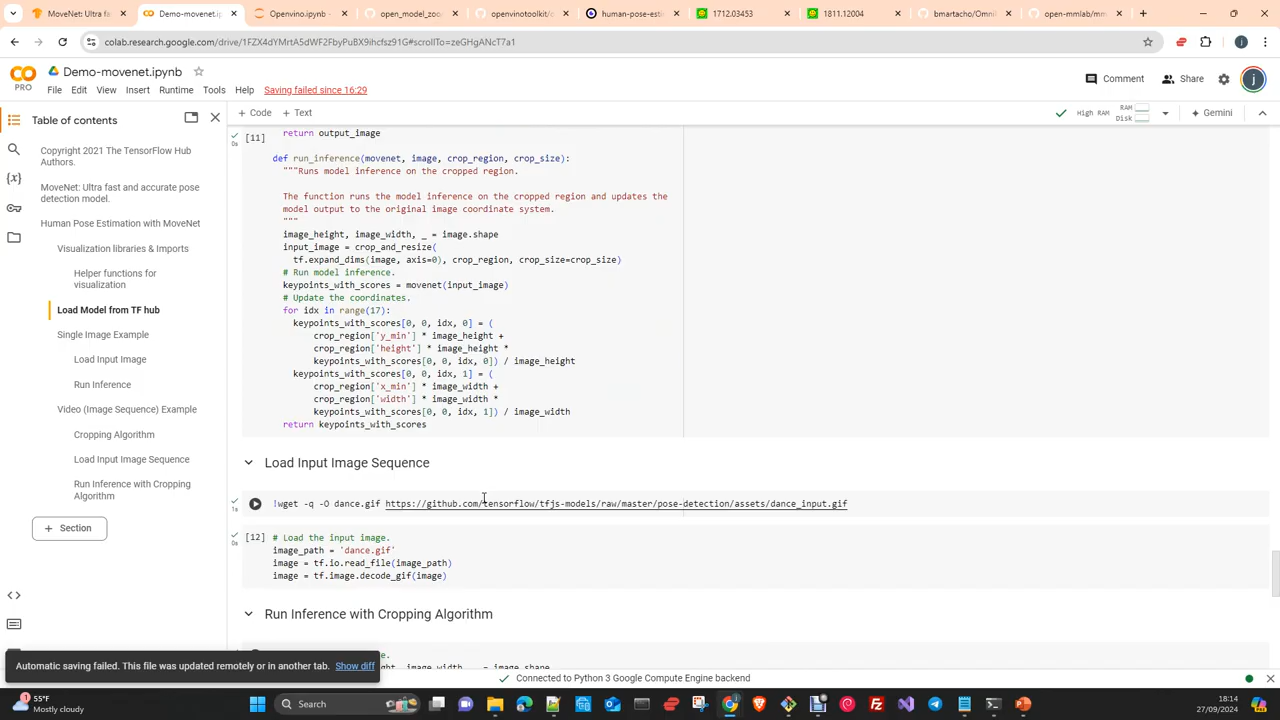 MoveNet: Ultra fa
Demo-movenet.ip
Openvino.ipynb -
open_model_zoo
openvinotoolkit/o
human-pose-esti
1712.03453
1811.12004
bmartacho/Omnil
open-mmlab/mm
colab.research.google.com/drive/1FZX4dYMrtA5dWF2FbyPuBX9ihcfsz91G#scrollTo=zeGHgANcT7a1
Demo-movenet.ipynb
PRO
File Edit View Insert Runtime Tools Help Saving failed since 16:29
Comment Share
+ Code + Text
High RAM RAM Disk Gemini
Table of contents
Copyright 2021 The TensorFlow Hub
Authors.
MoveNet: Ultra fast and accurate pose
detection model.
Human Pose Estimation with MoveNet
Visualization libraries & Imports
Helper functions for
visualization
Load Model from TF hub
Single Image Example
Load Input Image
Run Inference
Video (Image Sequence) Example
Cropping Algorithm
Load Input Image Sequence
Run Inference with Cropping
Algorithm
+ Section
[11]
0s
return output_image
def run_inference(movenet, image, crop_region, crop_size):
"""Runs model inference on the cropped region.
The function runs the model inference on the cropped region and updates the
model output to the original image coordinate system.
"""
image_height, image_width, _ = image.shape
input_image = crop_and_resize(
tf.expand_dims(image, axis=0), crop_region, crop_size=crop_size)
# Run model inference.
keypoints_with_scores = movenet(input_image)
# Update the coordinates.
for idx in range(17):
keypoints_with_scores[0, 0, idx, 0] = (
crop_region['y_min'] * image_height +
crop_region['height'] * image_height *
keypoints_with_scores[0, 0, idx, 0]) / image_height
keypoints_with_scores[0, 0, idx, 1] = (
crop_region['x_min'] * image_width +
crop_region['width'] * image_width *
keypoints_with_scores[0, 0, idx, 1]) / image_width
return keypoints_with_scores
Load Input Image Sequence
1s
!wget -q -O dance.gif https://github.com/tensorflow/tfjs-models/raw/master/pose-detection/assets/dance_input.gif
[12]
0s
# Load the input image.
image_path = 'dance.gif'
image = tf.io.read_file(image_path)
image = tf.image.decode_gif(image)
Run Inference with Cropping Algorithm
Automatic saving failed. This file was updated remotely or in another tab. Show diff
Connected to Python 3 Google Compute Engine backend
55°F
Mostly cloudy
Search
18:14
27/09/2024